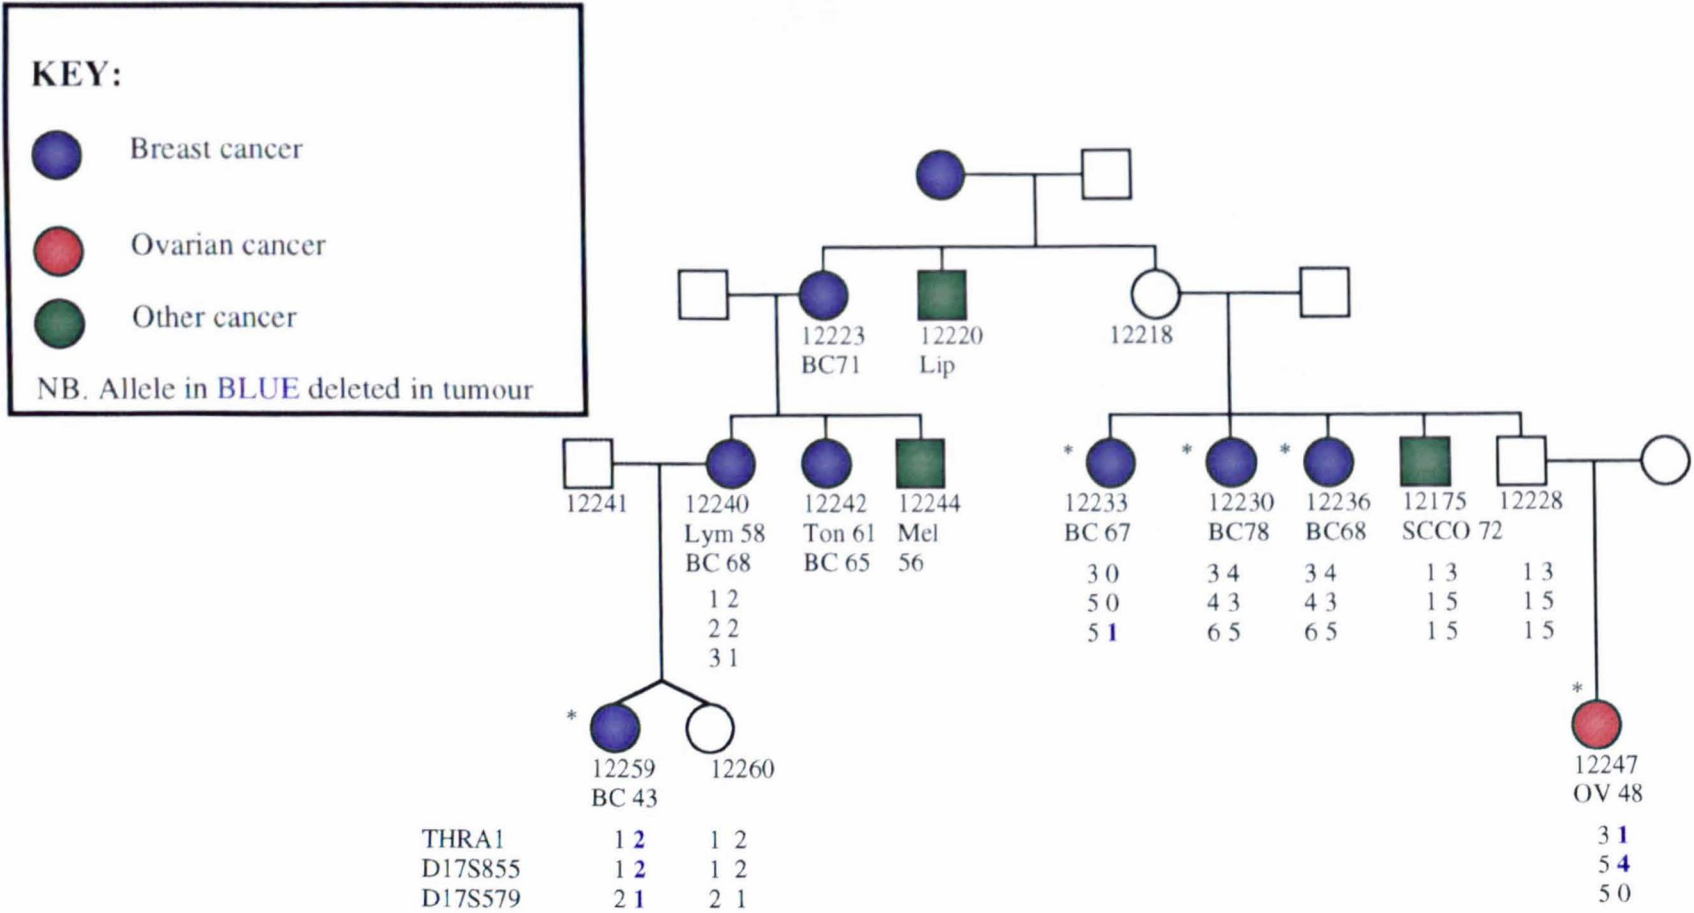 KEY:
Breast cancer
Ovarian cancer
Other cancer
NB. Allele in BLUE deleted in tumour
12223 12220 12218
BC71 Lip
* * *
12241 12240 12242 12244 12233 12230 12236 12175 12228
Lym 58 Ton 61 Mel BC 67 BC78 BC68 SCCO 72
BC 68 BC 65 56
3 0 3 4 3 4 1 3 1 3
1 2
5 0 4 3 4 3 1 5 1 5
2 2
5 1 6 5 6 5 1 5 1 5
3 1
* *
12259 12260 12247
BC 43 OV 48
THRA1 1 2 1 2 3 1
D17S855 1 2 1 2 5 4
D17S579 2 1 2 1 5 0